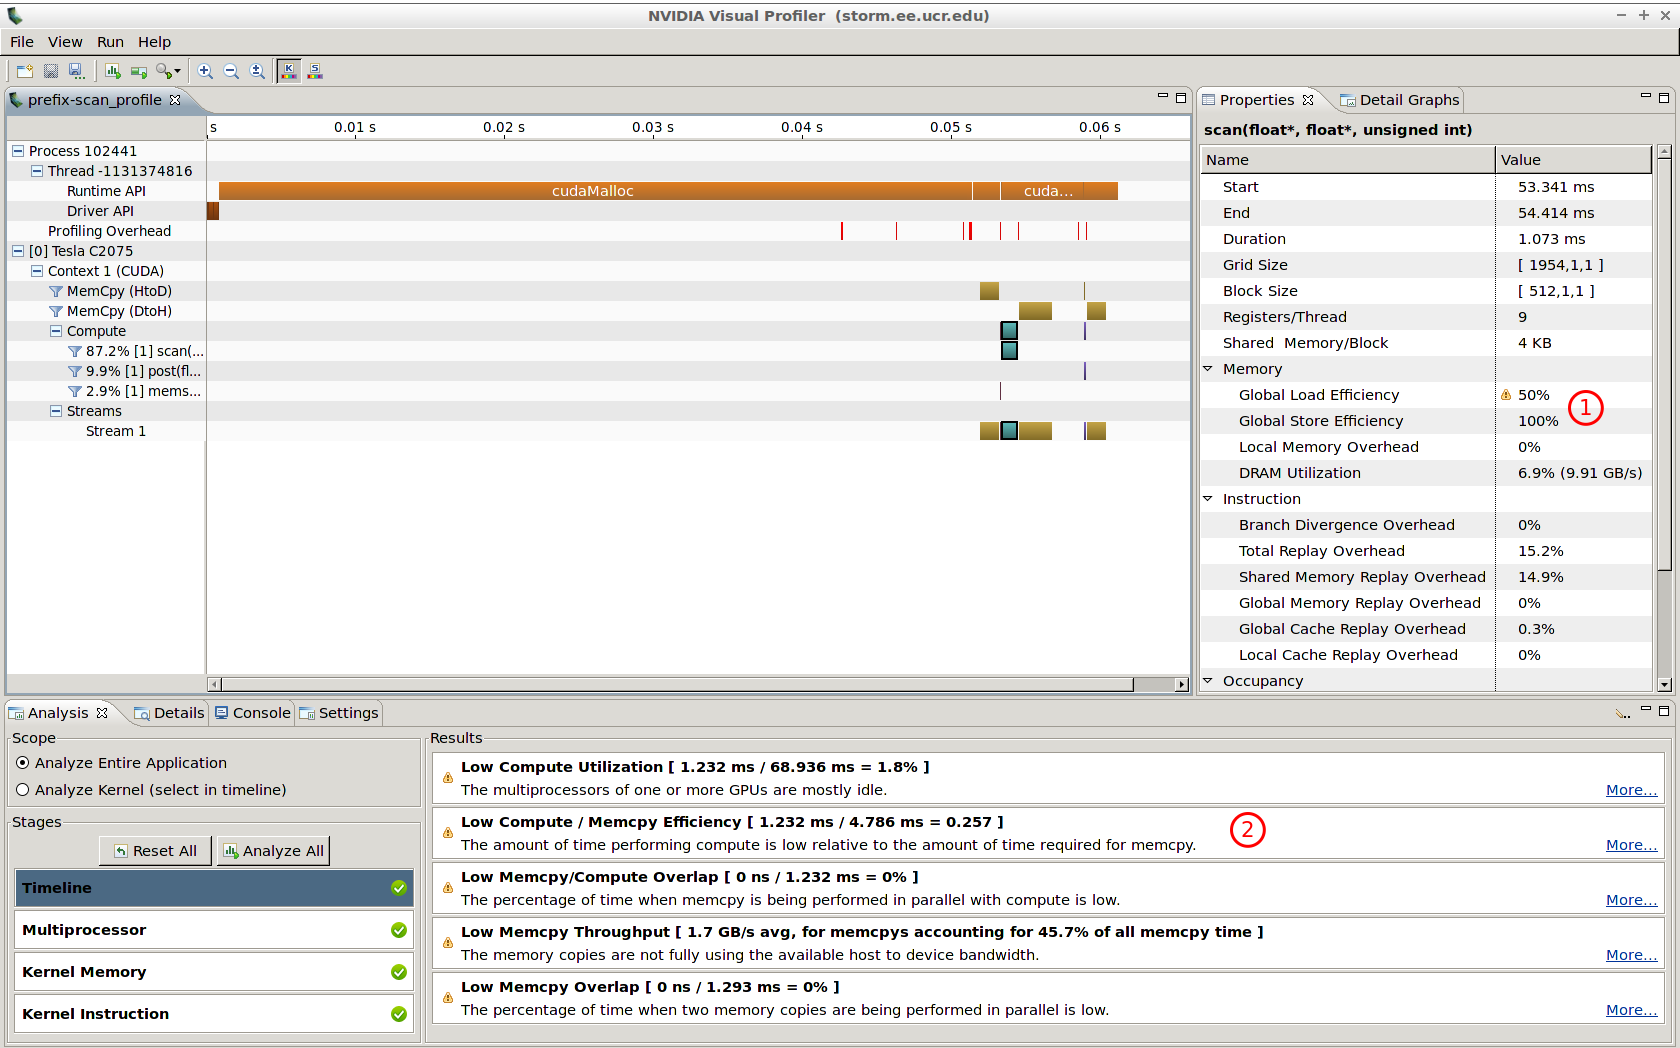 NVIDIA Visual Profiler (storm.ee.ucr.edu)
File View Run Help
prefix-scan_profile
s 0.01 s 0.02 s 0.03 s 0.04 s 0.05 s 0.06 s
Process 102441
Thread -1131374816
Runtime API cudaMalloc cuda...
Driver API
Profiling Overhead
[0] Tesla C2075
Context 1 (CUDA)
MemCpy (HtoD)
MemCpy (DtoH)
Compute
87.2% [1] scan(...
9.9% [1] post(fl...
2.9% [1] mems...
Streams
Stream 1
Properties Detail Graphs
scan(float*, float*, unsigned int)
Name Value
Start 53.341 ms
End 54.414 ms
Duration 1.073 ms
Grid Size [ 1954,1,1 ]
Block Size [ 512,1,1 ]
Registers/Thread 9
Shared Memory/Block 4 KB
Memory
Global Load Efficiency 50%
1
Global Store Efficiency 100%
Local Memory Overhead 0%
DRAM Utilization 6.9% (9.91 GB/s)
Instruction
Branch Divergence Overhead 0%
Total Replay Overhead 15.2%
Shared Memory Replay Overhead 14.9%
Global Memory Replay Overhead 0%
Global Cache Replay Overhead 0.3%
Local Cache Replay Overhead 0%
Occupancy
Analysis Details Console Settings
Scope
Analyze Entire Application
Analyze Kernel (select in timeline)
Stages
Reset All Analyze All
Timeline
Multiprocessor
Kernel Memory
Kernel Instruction
Results
Low Compute Utilization [ 1.232 ms / 68.936 ms = 1.8% ]
The multiprocessors of one or more GPUs are mostly idle. More...
Low Compute / Memcpy Efficiency [ 1.232 ms / 4.786 ms = 0.257 ]
2
The amount of time performing compute is low relative to the amount of time required for memcpy. More...
Low Memcpy/Compute Overlap [ 0 ns / 1.232 ms = 0% ]
The percentage of time when memcpy is being performed in parallel with compute is low. More...
Low Memcpy Throughput [ 1.7 GB/s avg, for memcpys accounting for 45.7% of all memcpy time ]
The memory copies are not fully using the available host to device bandwidth. More...
Low Memcpy Overlap [ 0 ns / 1.293 ms = 0% ]
The percentage of time when two memory copies are being performed in parallel is low. More...